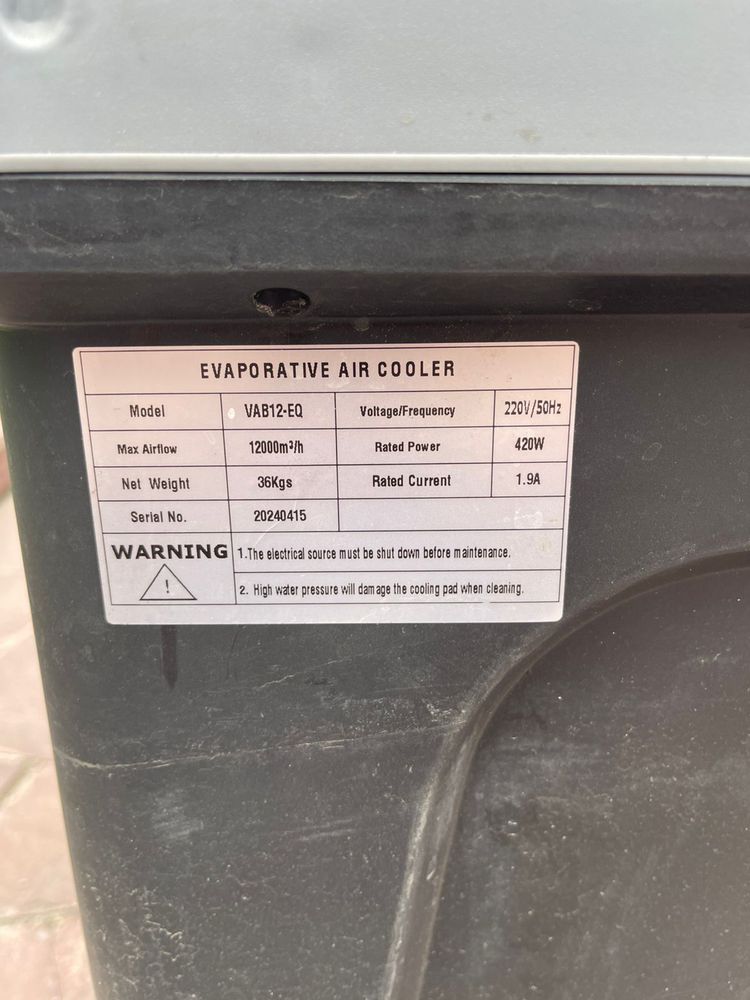 EVAPORATIVE AIR COOLER
Model VAB12-EQ Voltage/Frequency 220V/50Hz
Max Airflow 12000m³/h Rated Power 420W
Net Weight 36Kgs Rated Current 1.9A
Serial No. 20240415
WARNING 1.The electrical source must be shut down before maintenance.
!
2. High water pressure will damage the cooling pad when cleaning.